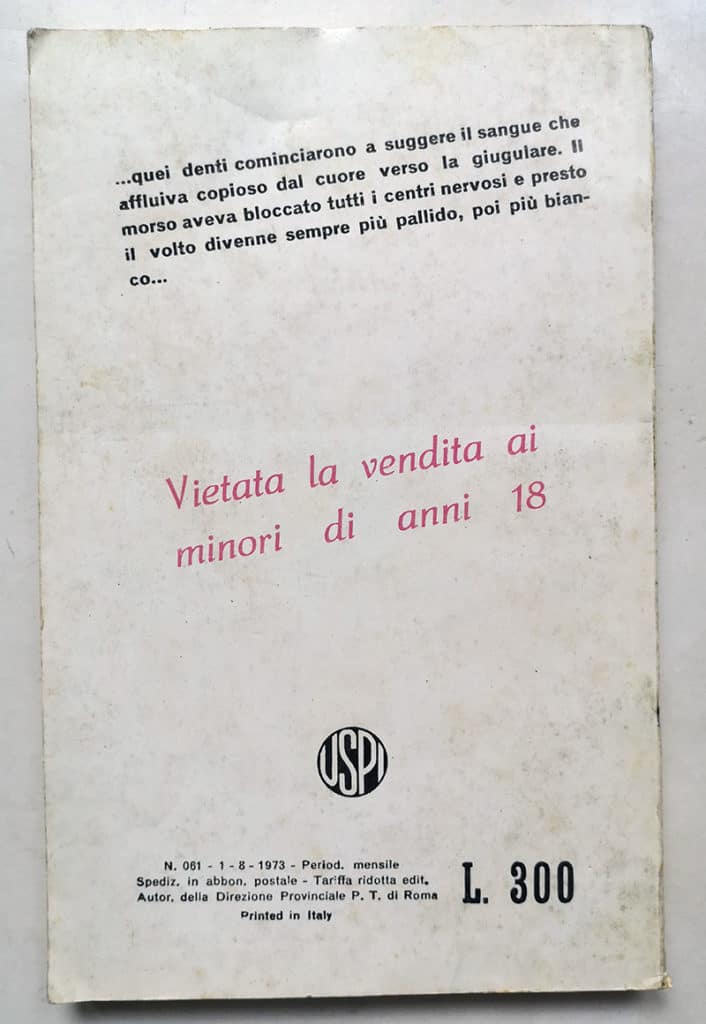 ...quei denti cominciarono a suggere il sangue che
affluiva copioso dal cuore verso la giugulare. Il
morso aveva bloccato tutti i centri nervosi e presto
il volto divenne sempre più pallido, poi più bian-
co...
Vietata la vendita ai
minori di anni 18
USPI
N. 061 - 1 - 8 - 1973 - Period. mensile
Spediz. in abbon. postale - Tariffa ridotta edit.
Autor. della Direzione Provinciale P. T. di Roma
Printed in Italy
L. 300